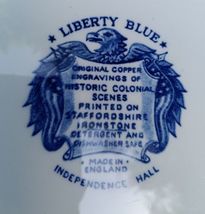 LIBERTY BLUE
ORIGINAL COPPER
ENGRAVINGS OF
HISTORIC COLONIAL
SCENES
PRINTED ON
STAFFORDSHIRE
IRONSTONE
DETERGENT AND
DISHWASHER SAFE
• MADE IN •
ENGLAND
INDEPENDENCE HALL